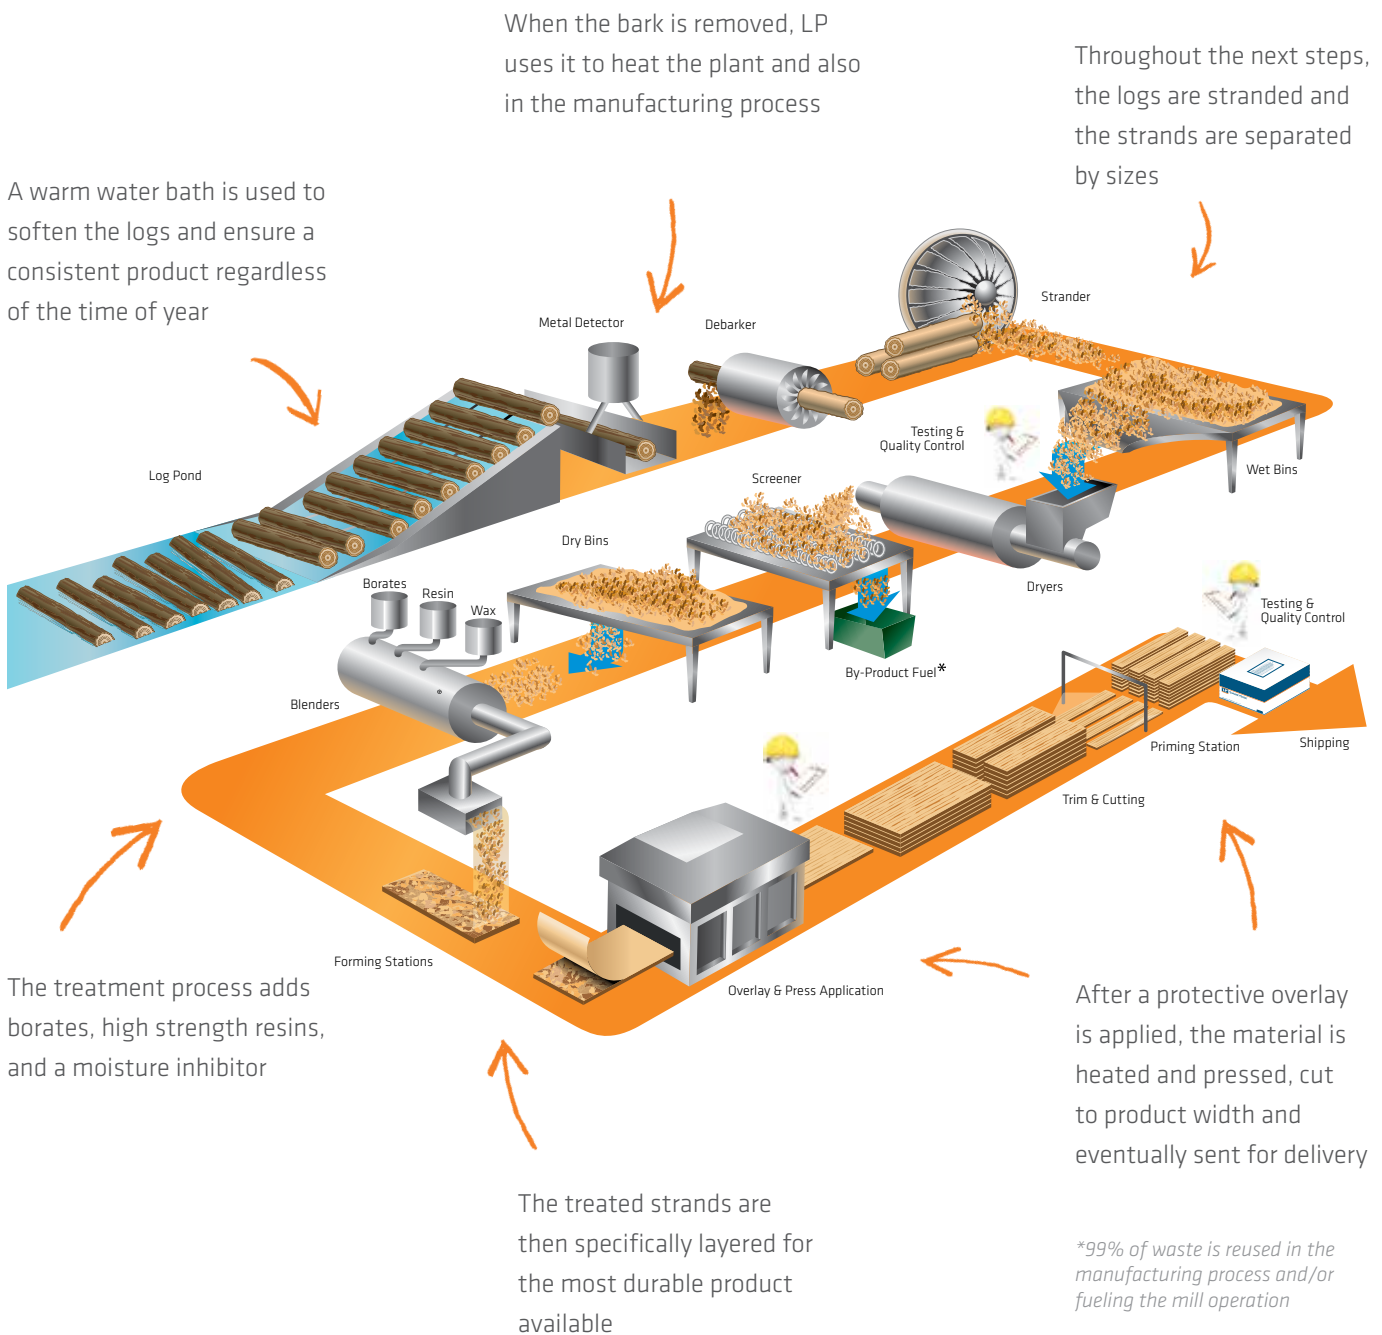 When the bark is removed, LP
uses it to heat the plant and also
in the manufacturing process
Throughout the next steps,
the logs are stranded and
the strands are separated
by sizes
A warm water bath is used to
soften the logs and ensure a
consistent product regardless
of the time of year
Strander
Metal Detector
Debarker
Testing &
Quality Control
Wet Bins
Log Pond
Screener
Dry Bins
Dryers
Borates
Resin
Wax
Testing &
Quality Control
By-Product Fuel*
Blenders
Priming Station
Shipping
Trim & Cutting
Forming Stations
Overlay & Press Application
The treatment process adds
borates, high strength resins,
and a moisture inhibitor
After a protective overlay
is applied, the material is
heated and pressed, cut
to product width and
eventually sent for delivery
The treated strands are
then specifically layered for
the most durable product
available
*99% of waste is reused in the
manufacturing process and/or
fueling the mill operation